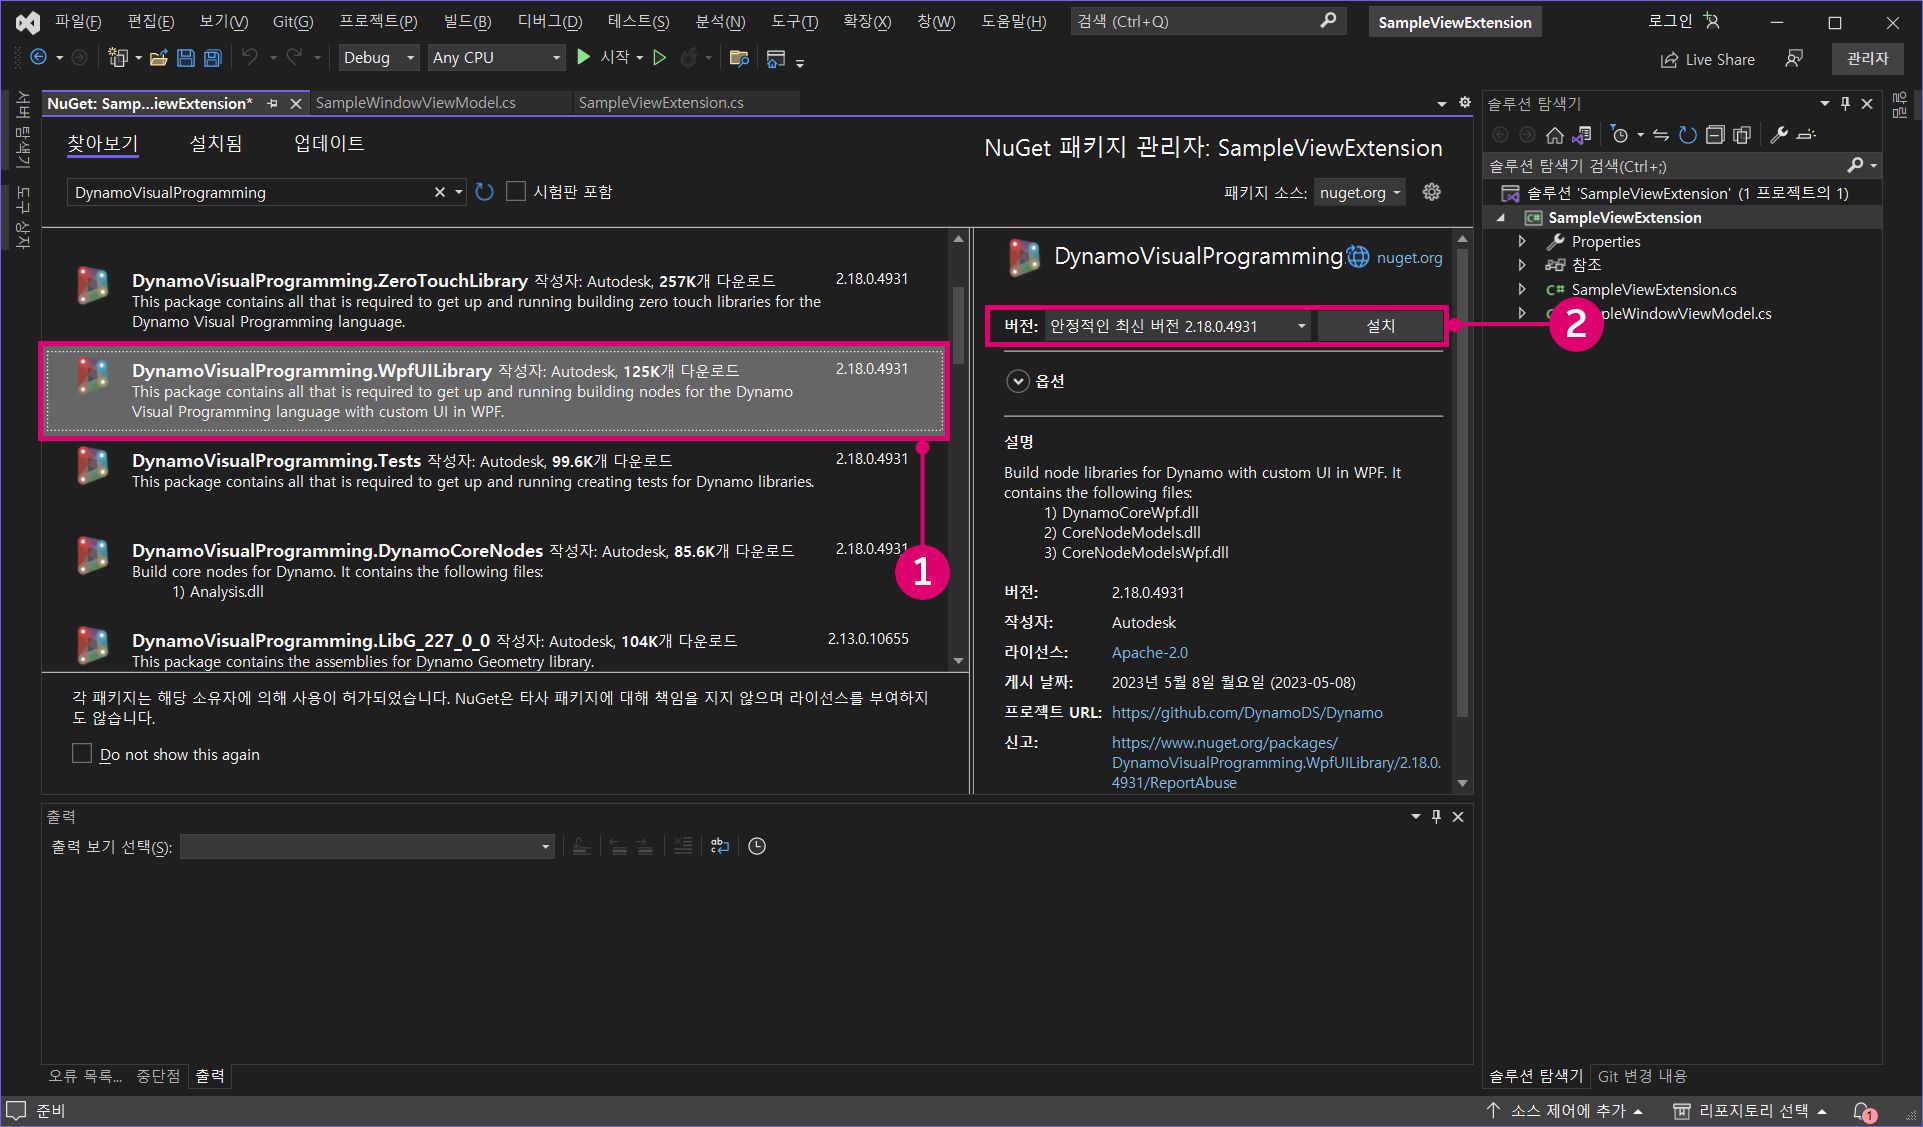 파일(F) 편집(E) 보기(V) Git(G) 프로젝트(P) 빌드(B) 디버그(D) 테스트(S) 분석(N) 도구(T) 확장(X) 창(W) 도움말(H) 검색 (Ctrl+Q) SampleViewExtension 로그인
Debug Any CPU 시작 Live Share 관리자
서버 탐색기
도구 상자
NuGet: Samp...iewExtension* SampleWindowViewModel.cs SampleViewExtension.cs
찾아보기 설치됨 업데이트
NuGet 패키지 관리자: SampleViewExtension
DynamoVisualProgramming 시험판 포함
패키지 소스: nuget.org
DynamoVisualProgramming.ZeroTouchLibrary 작성자: Autodesk, 257K개 다운로드 2.18.0.4931
This package contains all that is required to get up and running building zero touch libraries for the
Dynamo Visual Programming language.
DynamoVisualProgramming.WpfUILibrary 작성자: Autodesk, 125K개 다운로드 2.18.0.4931
This package contains all that is required to get up and running building nodes for the Dynamo
Visual Programming language with custom UI in WPF.
DynamoVisualProgramming.Tests 작성자: Autodesk, 99.6K개 다운로드 2.18.0.4931
This package contains all that is required to get up and running creating tests for Dynamo libraries.
DynamoVisualProgramming.DynamoCoreNodes 작성자: Autodesk, 85.6K개 다운로드 2.18.0.4931
Build core nodes for Dynamo. It contains the following files:
1) Analysis.dll
1
DynamoVisualProgramming.LibG_227_0_0 작성자: Autodesk, 104K개 다운로드 2.13.0.10655
This package contains the assemblies for Dynamo Geometry library.
각 패키지는 해당 소유자에 의해 사용이 허가되었습니다. NuGet은 타사 패키지에 대해 책임을 지지 않으며 라이선스를 부여하지
도 않습니다.
Do not show this again
DynamoVisualProgramming. nuget.org
버전: 안정적인 최신 버전 2.18.0.4931 설치
2
옵션
설명
Build node libraries for Dynamo with custom UI in WPF. It
contains the following files:
1) DynamoCoreWpf.dll
2) CoreNodeModels.dll
3) CoreNodeModelsWpf.dll
버전: 2.18.0.4931
작성자: Autodesk
라이선스: Apache-2.0
게시 날짜: 2023년 5월 8일 월요일 (2023-05-08)
프로젝트 URL: https://github.com/DynamoDS/Dynamo
신고: https://www.nuget.org/packages/
DynamoVisualProgramming.WpfUILibrary/2.18.0.
4931/ReportAbuse
솔루션 탐색기
솔루션 탐색기 검색(Ctrl+;)
솔루션 'SampleViewExtension' (1 프로젝트의 1)
C# SampleViewExtension
Properties
참조
C# SampleViewExtension.cs
pleWindowViewModel.cs
알림
출력
출력 보기 선택(S):
오류 목록... 중단점 출력
솔루션 탐색기 Git 변경 내용
준비 소스 제어에 추가 리포지토리 선택 1